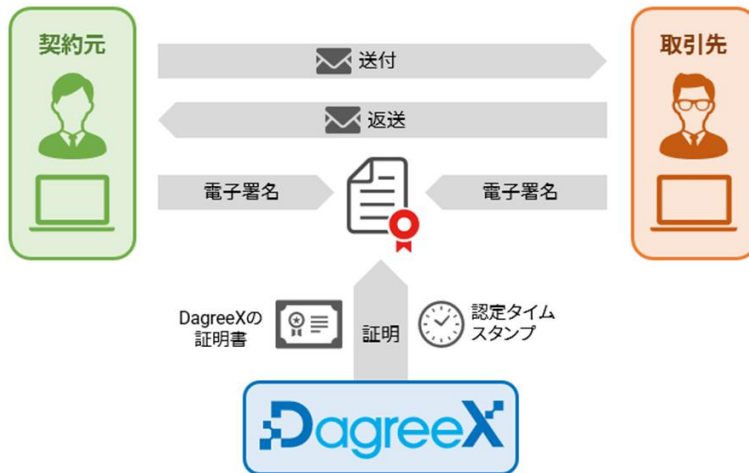 契約元
取引先
送付
返送
電子署名
電子署名
DagreeXの
証明書
証明
認定タイム
スタンプ
DagreeX